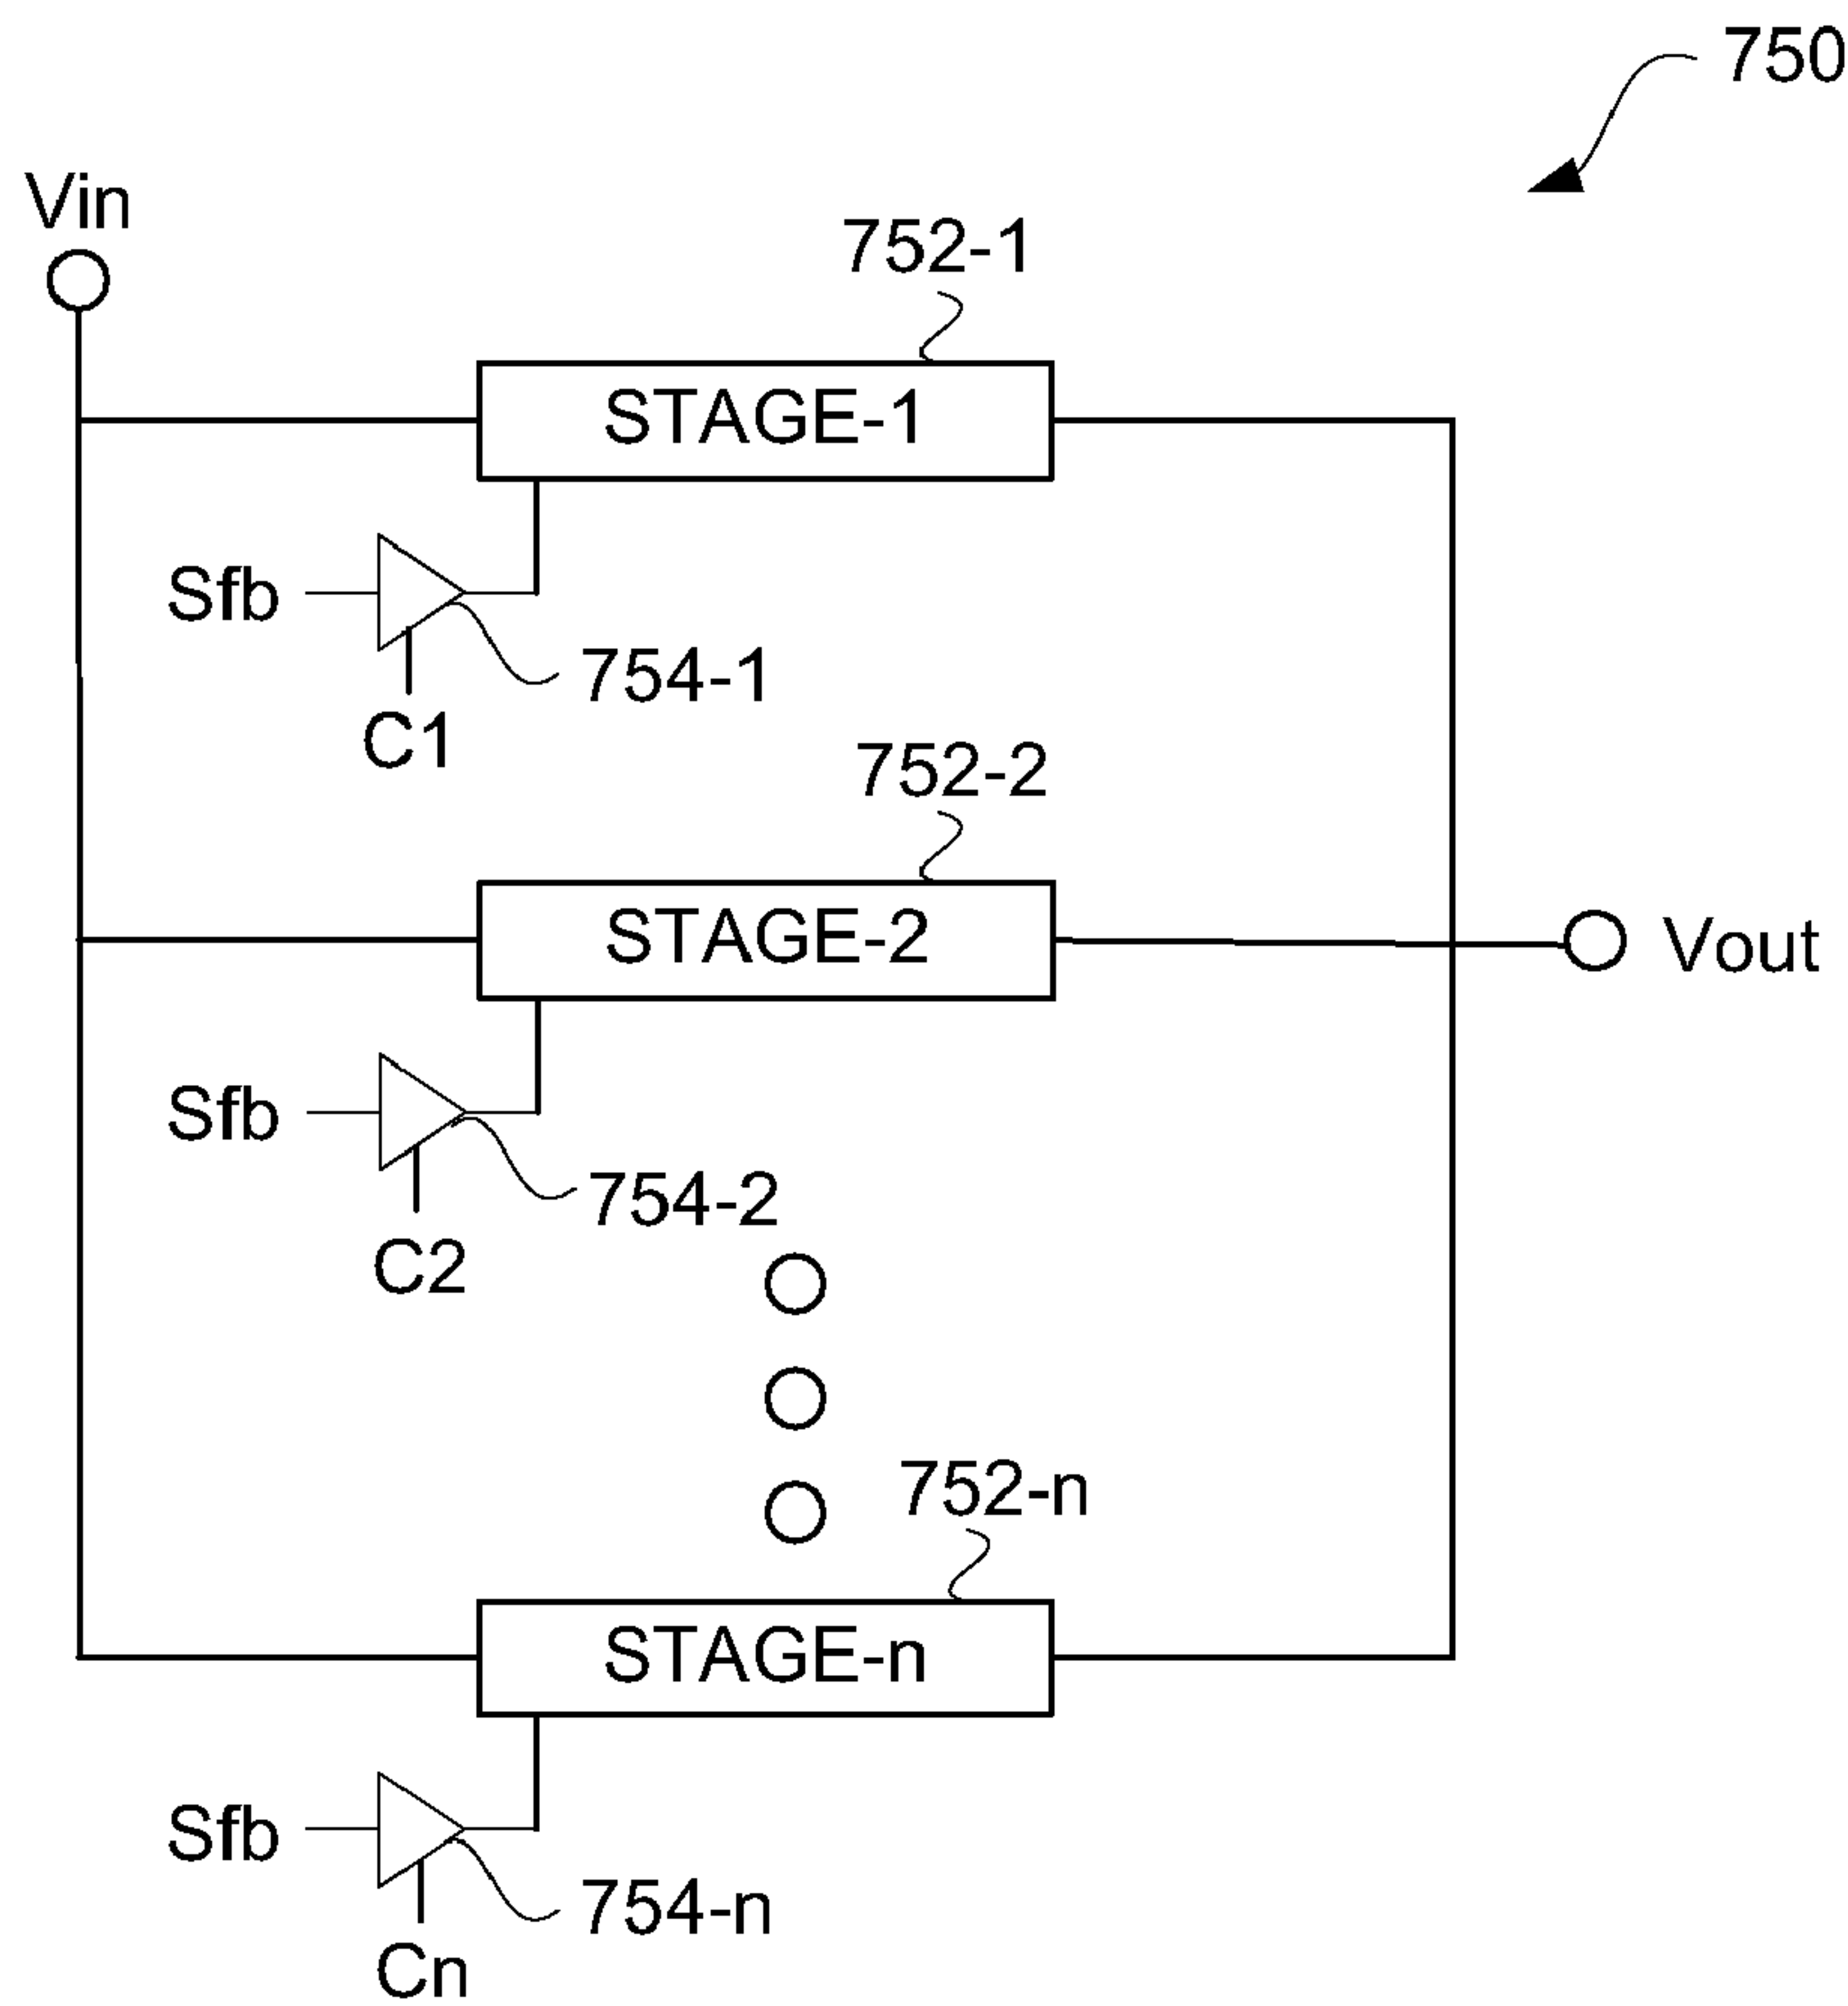 750
Vin
752-1
STAGE-1
Sfb
754-1
C1
752-2
STAGE-2
Vout
Sfb
754-2
C2
752-n
STAGE-n
Sfb
754-n
Cn